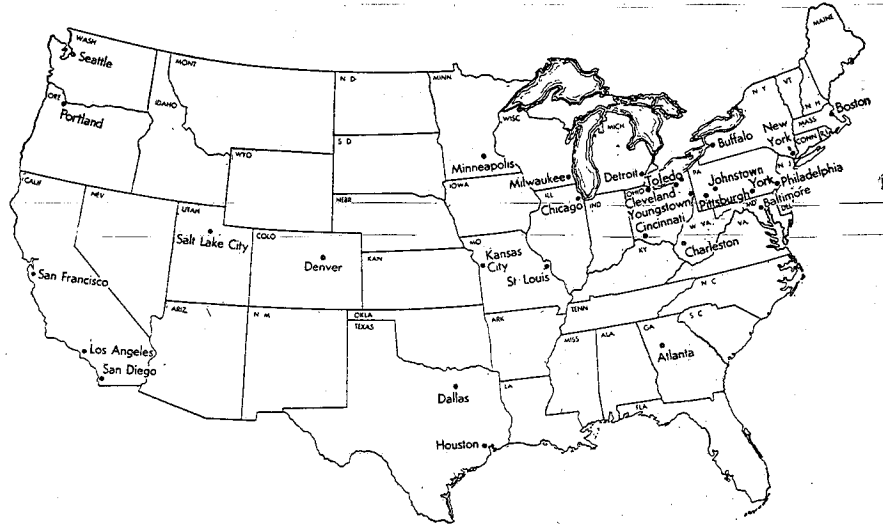 MAINE
WASH
Seattle
MONT
N D
MINN
VT
N Y
N H
ORE
IDAHO
WISC
MICH
MASS
Boston
Portland
Buffalo
New York
CONN
R I
S D
WYO
Minneapolis
Milwaukee
Detroit
Toledo
PA
Johnstown
N J
CALIF
NEV
IOWA
OHIO
Cleveland
Pittsburgh
York
Philadelphia
NEBR
ILL
IND
Chicago
Youngstown
MD
Baltimore
DEL
UTAH
Cincinnati
W VA
VA
Salt Lake City
COLO
MO
KY
Charleston
KAN
Kansas City
Denver
San Francisco
St Louis
N C
TENN
ARIZ
N M
OKLA
ARK
S C
TEXAS
MISS
ALA
GA
Los Angeles
Atlanta
San Diego
LA
Dallas
FLA
Houston